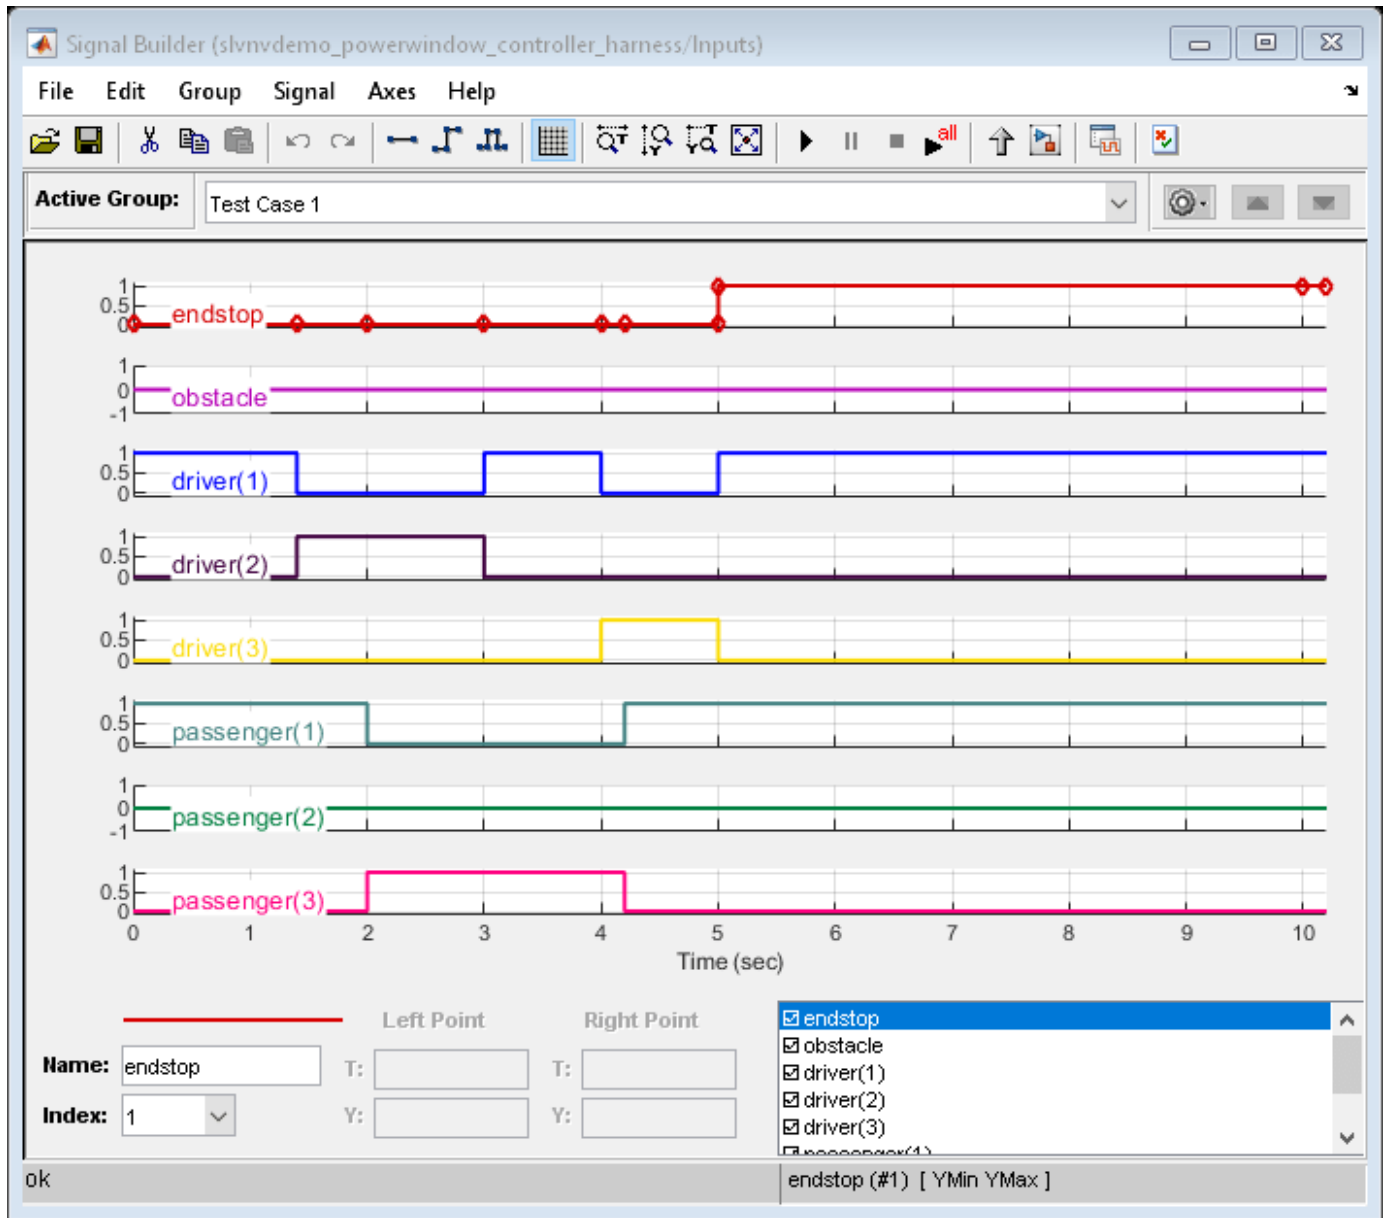 Signal Builder (slvnvdemo_powerwindow_controller_harness/Inputs)
File Edit Group Signal Axes Help
all
Active Group: Test Case 1
1
0.5
0
endstop
1
0
-1
obstacle
1
0.5
0
driver(1)
1
0.5
0
driver(2)
1
0.5
0
driver(3)
1
0.5
0
passenger(1)
1
0
-1
passenger(2)
1
0.5
0
passenger(3)
0 1 2 3 4 5 6 7 8 9 10
Time (sec)
Left Point Right Point
Name: endstop T: T:
Index: 1 Y: Y:
endstop
obstacle
driver(1)
driver(2)
driver(3)
passenger(1)
ok
endstop (#1) [ YMin YMax ]